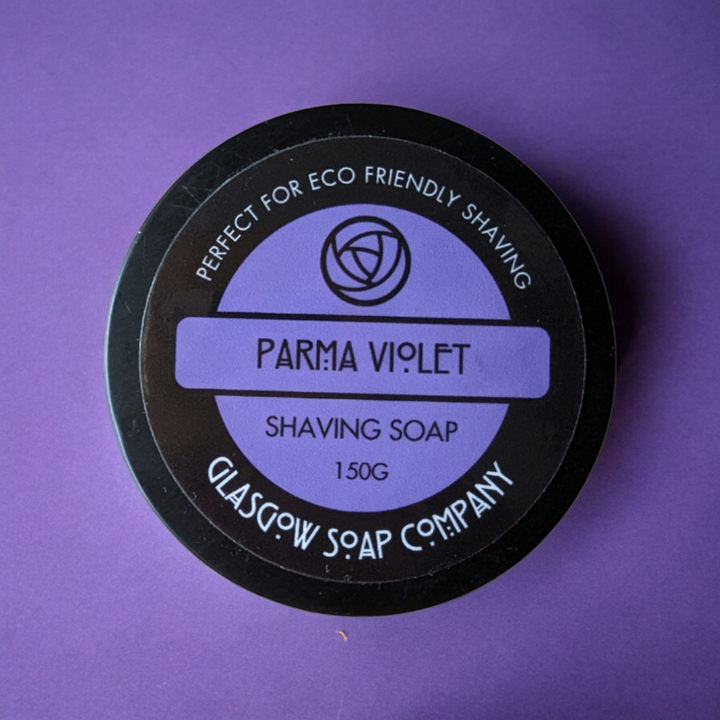 PERFECT FOR ECO FRIENDLY SHAVING
PARMA VIOLET
SHAVING SOAP
150G
GLASGOW SOAP COMPANY